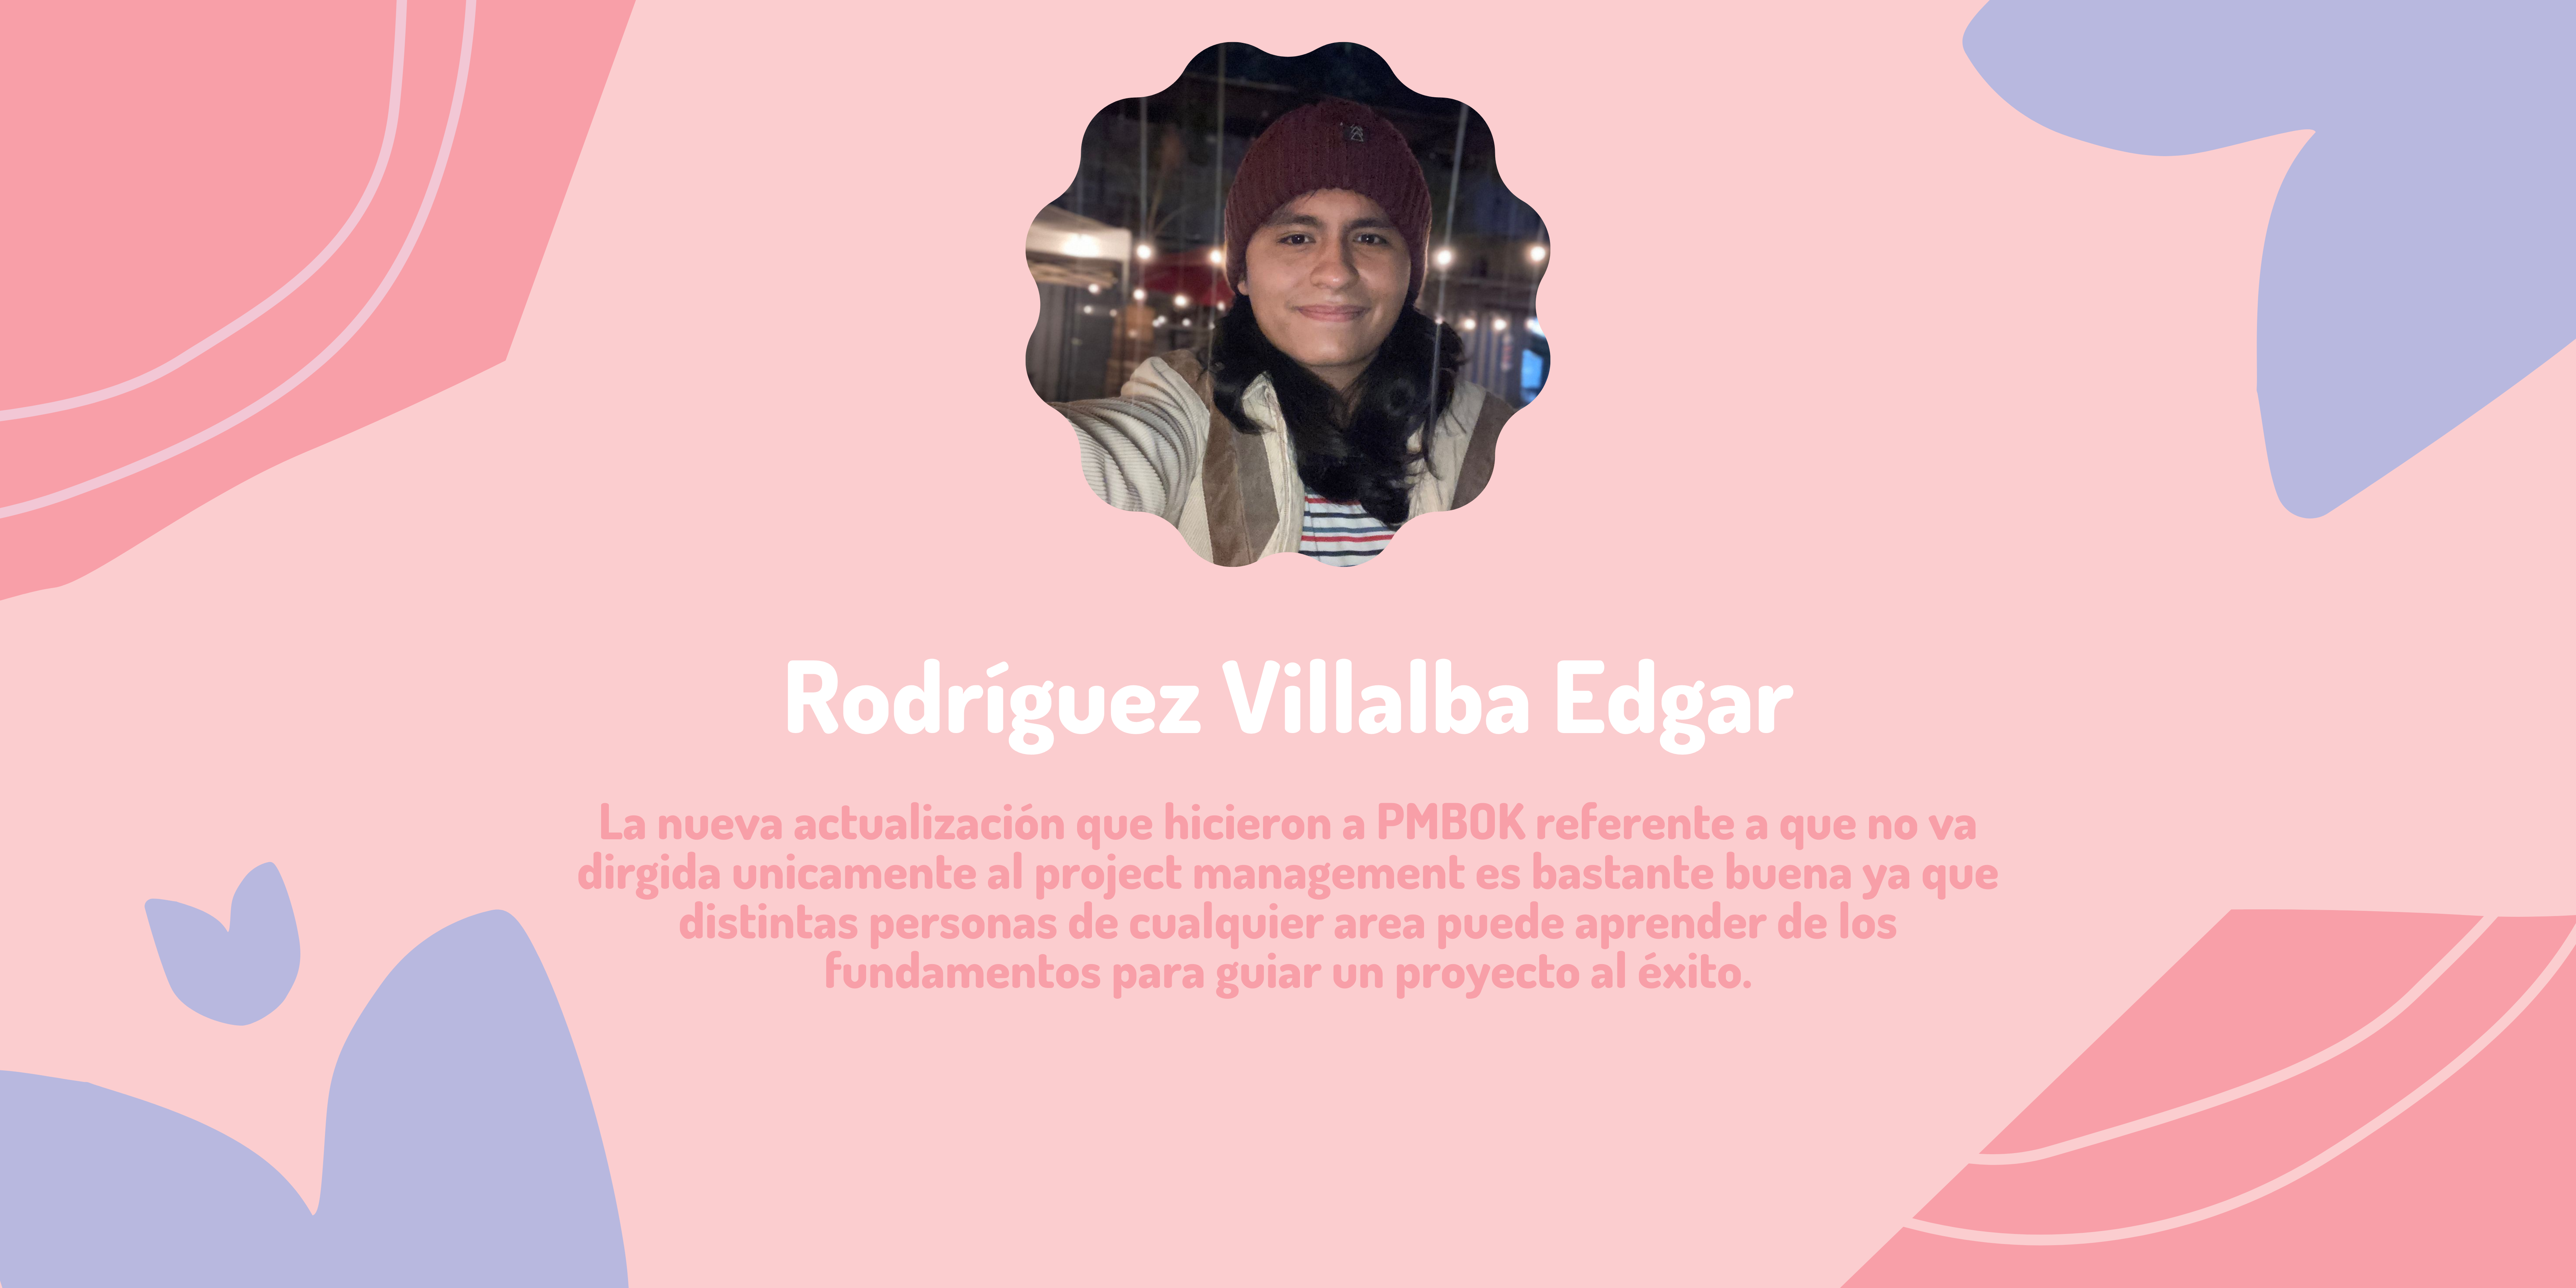 Rodríguez Villalba Edgar
La nueva actualización que hicieron a PMBOK referente a que no va
dirgida unicamente al project management es bastante buena ya que
distintas personas de cualquier area puede aprender de los
fundamentos para guiar un proyecto al éxito.